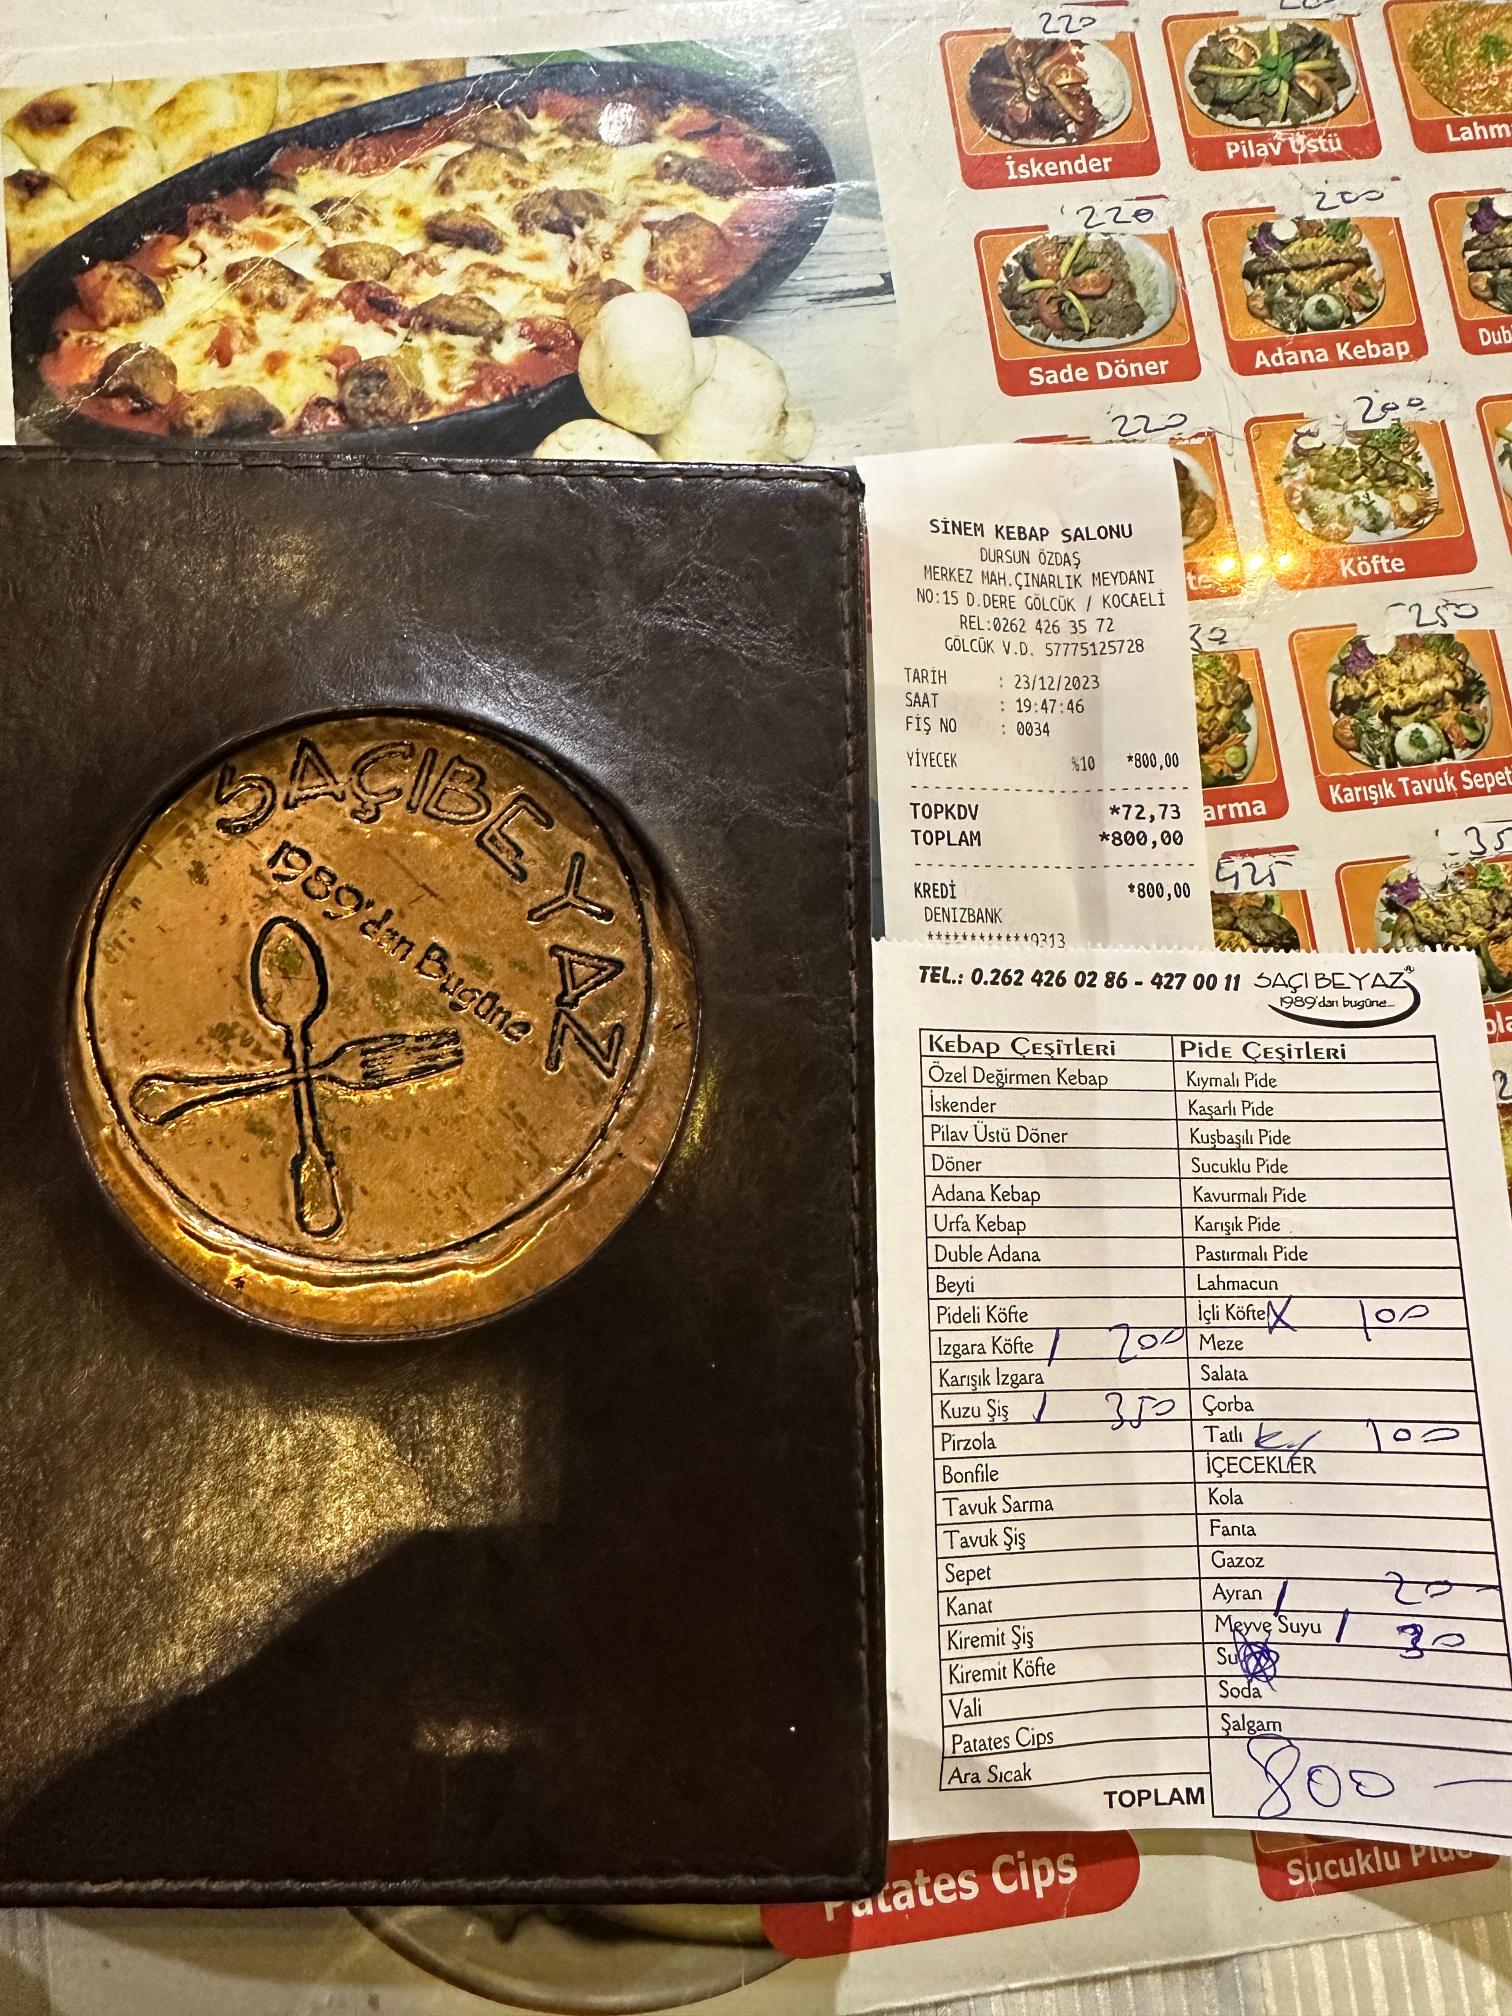 220
İskender
Pilav Üstü
Lahm
220
Sade Döner
200
Adana Kebap
Dub
220
200
Köfte
250
Karışık Tavuk Sepet
arma
425
35
SİNEM KEBAP SALONU
DURSUN ÖZDAŞ
MERKEZ MAH.ÇINARLIK MEYDANI
NO:15 D.DERE GÖLCÜK / KOCAELİ
REL:0262 426 35 72
GÖLCÜK V.D. 57775125728
TARİH : 23/12/2023
SAAT : 19:47:46
FİŞ NO : 0034
YİYECEK %10 *800,00
TOPKDV *72,73
TOPLAM *800,00
KREDİ *800,00
DENIZBANK
************0313
SAÇIBEYAZ
1989'dan Bugüne
TEL.: 0.262 426 02 86 - 427 00 11 SAÇIBEYAZ
1989'dan bugüne...
Kebap Çeşitleri Pide Çeşitleri
Özel Değirmen Kebap Kıymalı Pide
İskender Kaşarlı Pide
Pilav Üstü Döner Kuşbaşılı Pide
Döner Sucuklu Pide
Adana Kebap Kavurmalı Pide
Urfa Kebap Karışık Pide
Duble Adana Pastırmalı Pide
Beyti Lahmacun
Pideli Köfte İçli Köfte X 100
Izgara Köfte / 200 Meze
Karışık Izgara Salata
Kuzu Şiş / 350 Çorba
Pirzola Tatlı 100
Bonfile İÇECEKLER
Tavuk Sarma Kola
Tavuk Şiş Fanta
Sepet Gazoz
Kanat Ayran / 20 -
Kiremit Şiş Meyve Suyu / 30
Kiremit Köfte Su
Vali Soda
Patates Cips Şalgam
Ara Sıcak
TOPLAM 800 -
Patates Cips
Sucuklu Pide